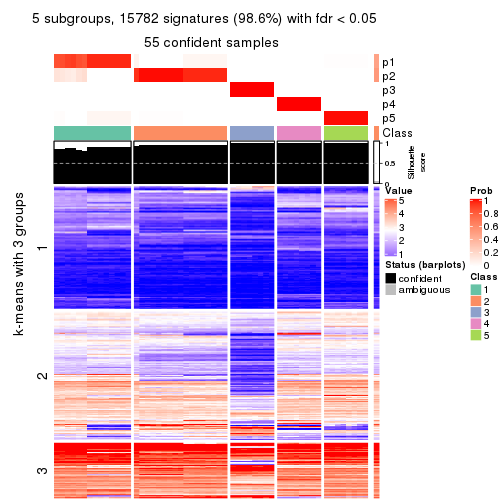 5 subgroups, 15782 signatures (98.6%) with fdr < 0.05
55 confident samples
p1
p2
p3
p4
p5
Class
1
0.5
0
Silhouette
score
k-means with 3 groups
1
2
3
Value
5
4
3
2
1
Status (barplots)
confident
ambiguous
Prob
1
0.8
0.6
0.4
0.2
0
Class
1
2
3
4
5